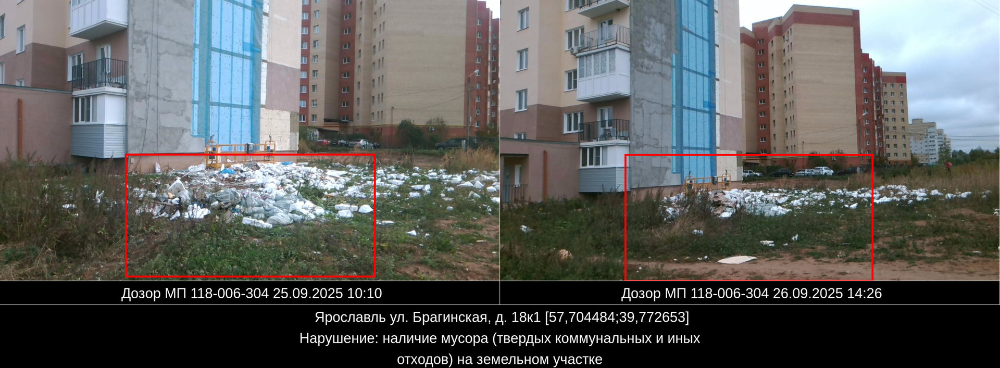 Дозор МП 118-006-304 25.09.2025 10:10
Дозор МП 118-006-304 26.09.2025 14:26
Ярославль ул. Брагинская, д. 18к1 [57,704484;39,772653]
Нарушение: наличие мусора (твердых коммунальных и иных
отходов) на земельном участке